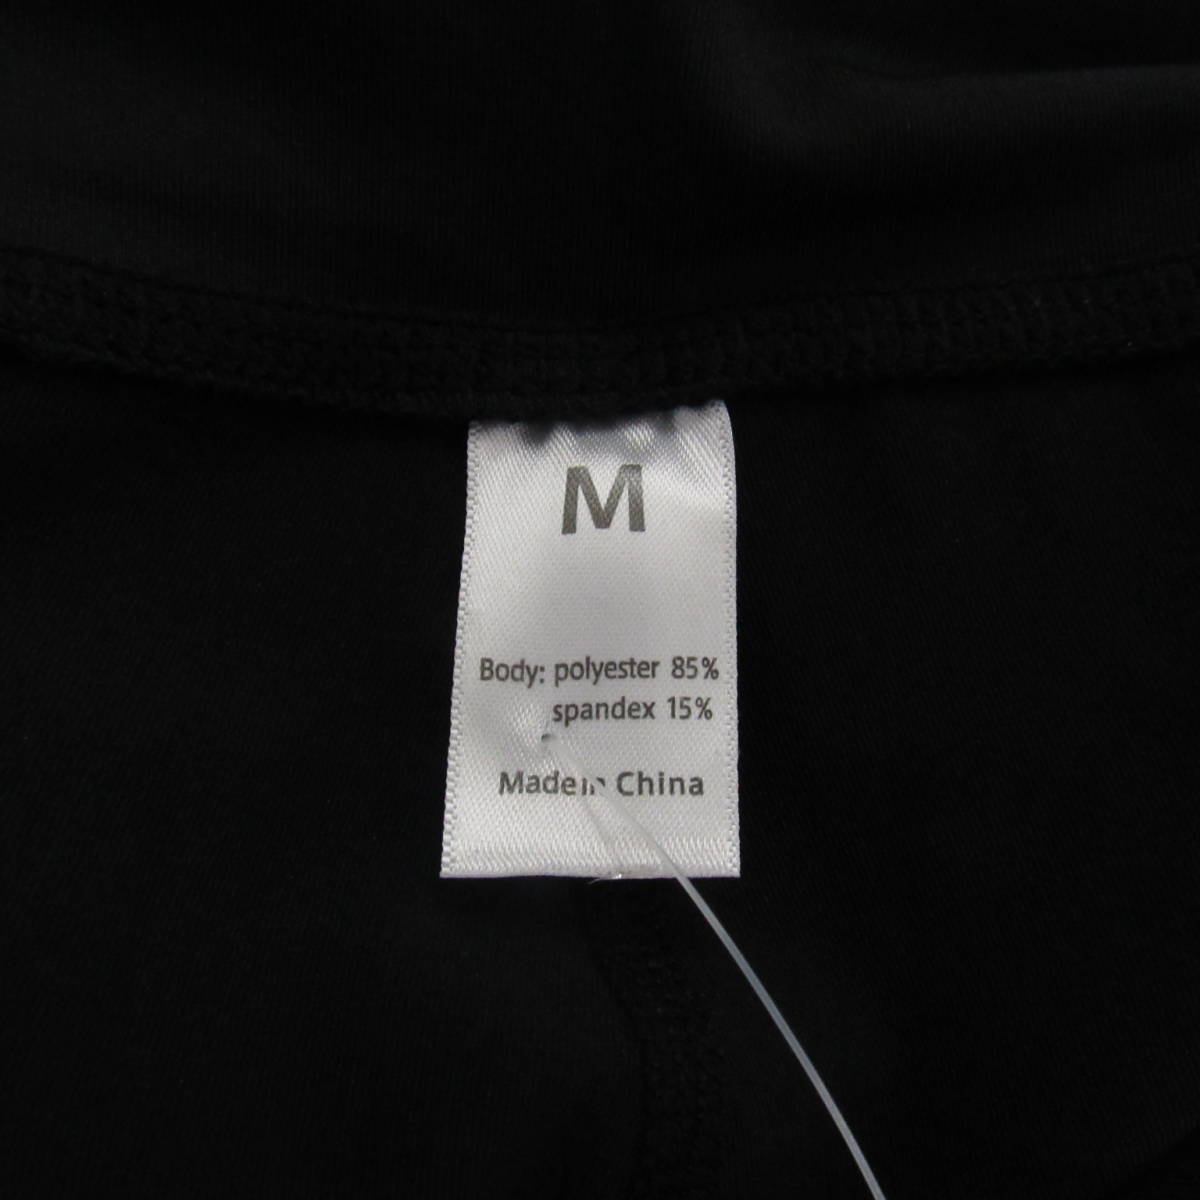 M
Body: polyester 85%
spandex 15%
Made in China